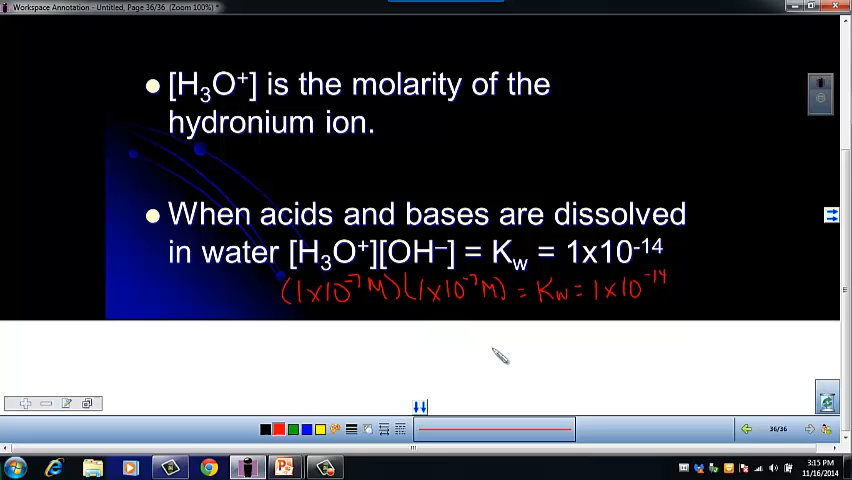 Workspace Annotation - Untitled, Page 36/36 (Zoom 100%) *
[H₃O⁺] is the molarity of the
hydronium ion.
When acids and bases are dissolved
in water [H₃O⁺][OH⁻] = Kw = 1x10⁻¹⁴
(1x10⁻⁷M)(1x10⁻⁷M) = Kw = 1x10⁻¹⁴
36/36
3:15 PM
11/16/2014